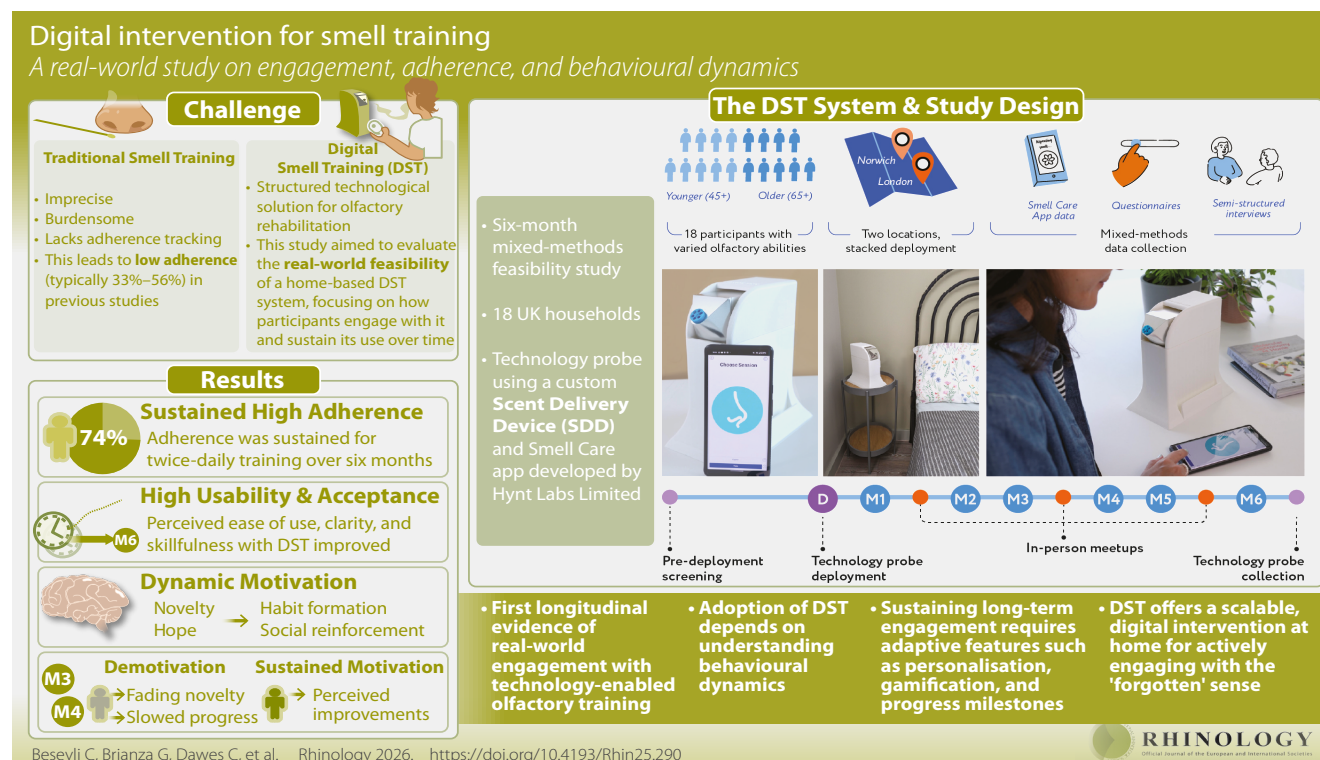 Digital intervention for smell training
A real-world study on engagement, adherence, and behavioural dynamics
Challenge
Traditional Smell Training
• Imprecise
• Burdensome
• Lacks adherence tracking
• This leads to low adherence
(typically 33%–56%) in
previous studies
Digital
Smell Training (DST)
• Structured technological
solution for olfactory
rehabilitation
• This study aimed to evaluate
the real-world feasibility
of a home-based DST
system, focusing on how
participants engage with it
and sustain its use over time
Results
74%
Sustained High Adherence
Adherence was sustained for
twice-daily training over six months
High Usability & Acceptance
M6
Perceived ease of use, clarity, and
skillfulness with DST improved
Dynamic Motivation
Novelty
Hope
Habit formation
Social reinforcement
M3
M4
Demotivation
Fading novelty
Slowed progress
Sustained Motivation
Perceived
improvements
The DST System & Study Design
• Six-month
mixed-methods
feasibility study
• 18 UK households
• Technology probe
using a custom
Scent Delivery
Device (SDD)
and Smell Care
app developed by
Hynt Labs Limited
Younger (45+)
Older (65+)
18 participants with
varied olfactory abilities
Norwich
London
Two locations,
stacked deployment
Smell Care
App data
Questionnaires
Semi-structured
interviews
Mixed-methods
data collection
Choose Session
D
M1
M2
M3
M4
M5
M6
Pre-deployment
screening
Technology probe
deployment
In-person meetups
Technology probe
collection
• First longitudinal
evidence of
real-world
engagement with
technology-enabled
olfactory training
• Adoption of DST
depends on
understanding
behavioural
dynamics
• Sustaining long-term
engagement requires
adaptive features such
as personalisation,
gamification, and
progress milestones
• DST offers a scalable,
digital intervention at
home for actively
engaging with the
'forgotten' sense
Beseyli C, Brianza G, Dawes C, et al. Rhinology 2026. https://doi.org/10.4193/Rhin25.290
RHINOLOGY
Official Journal of the European and International Societies